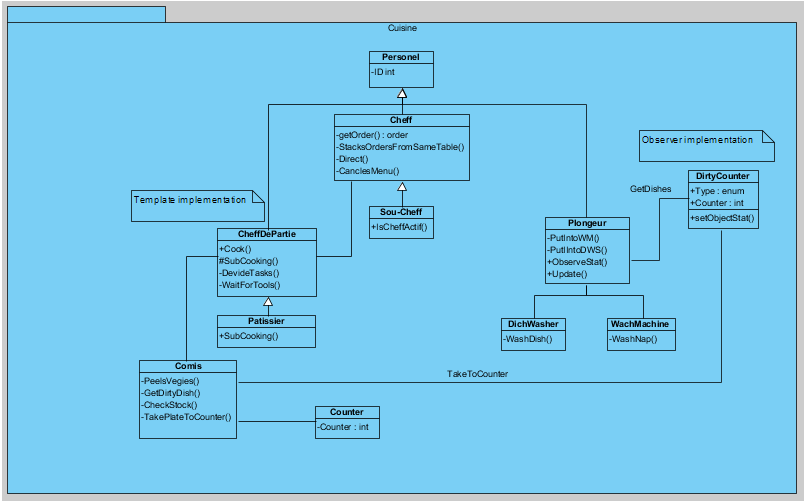 Cuisine
Personel
-ID int
Cheff
-getOrder() : order
-StacksOrdersFromSameTable()
-Direct()
-CanclesMenu()
Observer implementation
DirtyCounter
+Type : enum
+Counter : int
+setObjectStat()
GetDishes
Template implementation
Sou-Cheff
+IsCheffActif()
Plongeur
-PutIntoWM()
-PutIIntoDWS()
+ObserveStat()
+Update()
CheffDePartie
+Cook()
#SubCooking()
-DevideTasks()
-WaitForTools()
Patissier
+SubCooking()
DichWasher
-WashDish()
WachMachine
-WashNap()
Comis
-PeelsVegies()
-GetDirtyDish()
-CheckStock()
-TakePlateToCounter()
TakeToCounter
Counter
-Counter : int